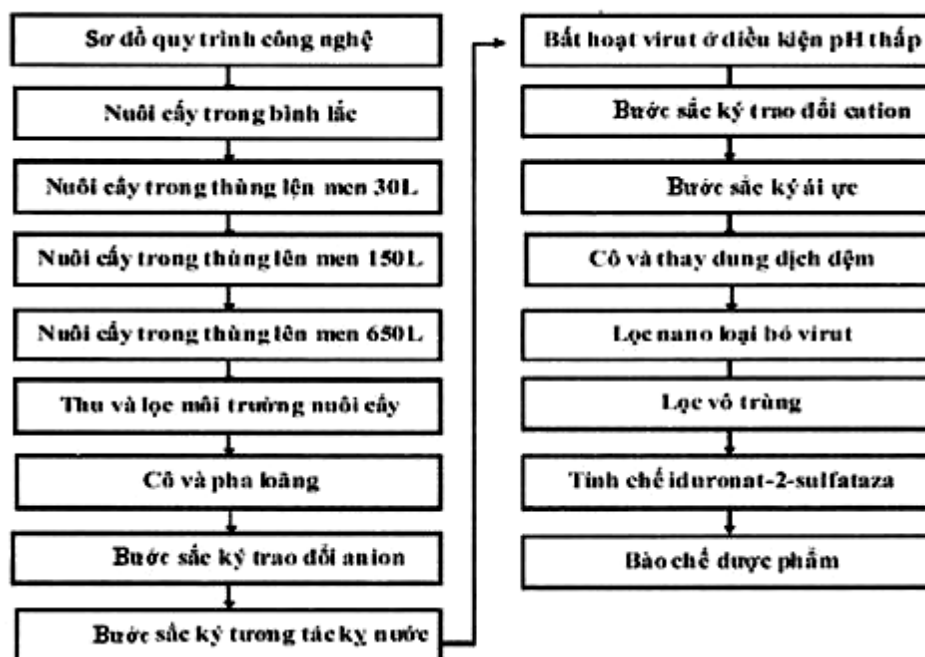 Sơ đồ quy trình công nghệ
Nuôi cấy trong bình lắc
Nuôi cấy trong thùng lên men 30L
Nuôi cấy trong thùng lên men 150L
Nuôi cấy trong thùng lên men 650L
Thu và lọc môi trường nuôi cấy
Cô và pha loãng
Bước sắc ký trao đổi anion
Bước sắc ký tương tác kỵ nước
Bất hoạt virut ở điều kiện pH thấp
Bước sắc ký trao đổi cation
Bước sắc ký ái lực
Cô và thay dung dịch đệm
Lọc nano loại bỏ virut
Lọc vô trùng
Tinh chế iduronat-2-sulfataza
Bào chế dược phẩm